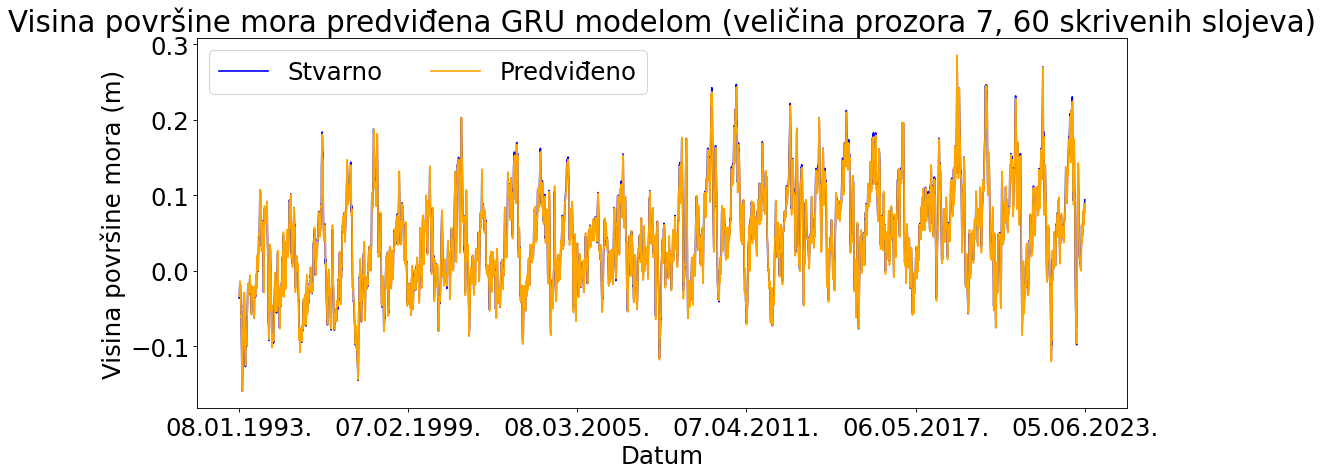 Visina površine mora predviđena GRU modelom (veličina prozora 7, 60 skrivenih slojeva)
Stvarno Predviđeno
Visina površine mora (m)
0.3
0.2
0.1
0.0
−0.1
08.01.1993. 07.02.1999. 08.03.2005. 07.04.2011. 06.05.2017. 05.06.2023.
Datum